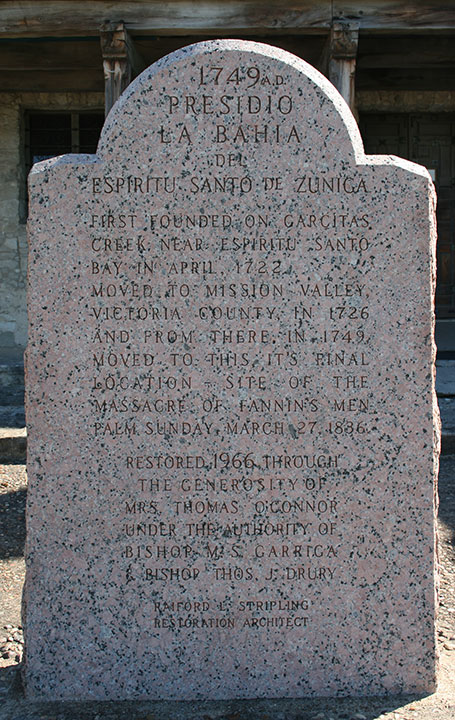 1749 AD
PRESIDIO
LA BAHIA
DEL
ESPIRITU SANTO DE ZUNIGA
FIRST FOUNDED ON GARCITAS
CREEK, NEAR ESPIRITU SANTO
BAY, IN APRIL, 1722.
MOVED TO MISSION VALLEY,
VICTORIA COUNTY, IN 1726
AND FROM THERE, IN 1749,
MOVED TO THIS, IT'S FINAL
LOCATION - SITE OF THE
MASSACRE OF FANNIN'S MEN,
PALM SUNDAY, MARCH 27, 1836.
RESTORED 1966 THROUGH
THE GENEROSITY OF
MRS. THOMAS O'CONNOR
UNDER THE AUTHORITY OF
BISHOP M. S. GARRIGA
& BISHOP THOS. J. DRURY
RAIFORD L. STRIPLING
RESTORATION ARCHITECT